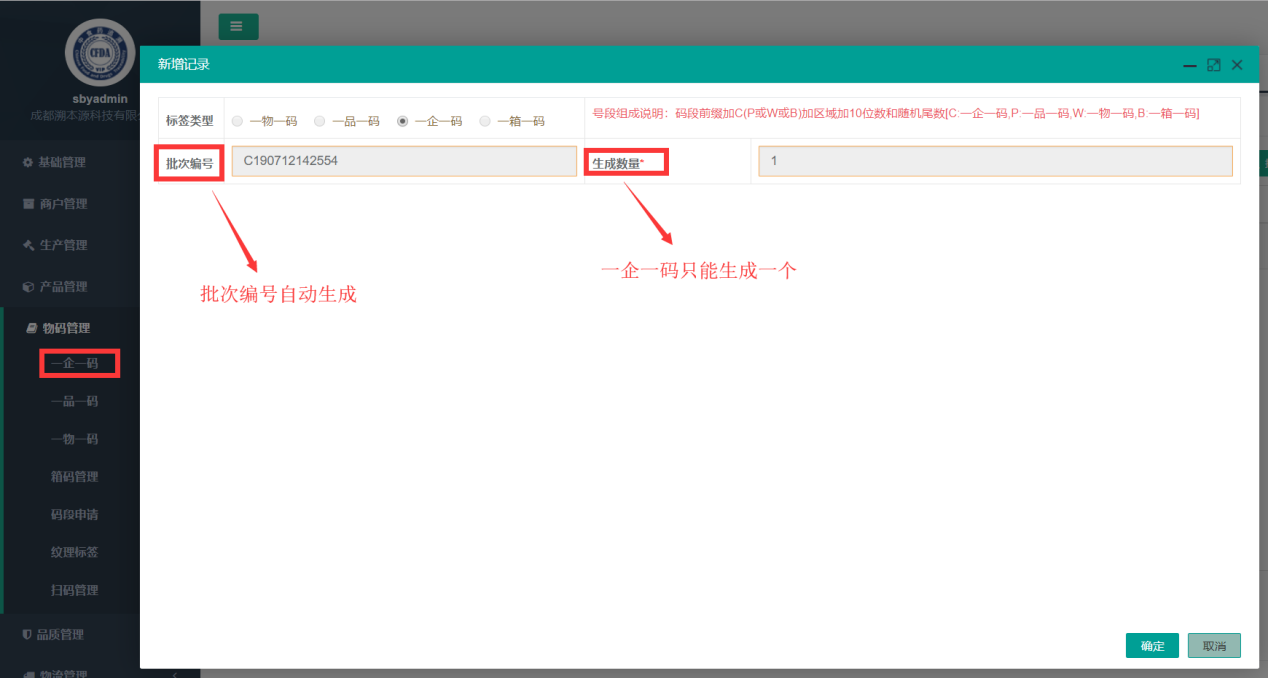 CFDA
sbyadmin
成都溯本源科技有限
基础管理
商户管理
生产管理
产品管理
物码管理
一企一码
一品一码
一物一码
箱码管理
码段申请
纹理标签
扫码管理
品质管理
物流管理
新增记录
标签类型
一物一码
一品一码
一企一码
一箱一码
号段组成说明：码段前缀加C(P或W或B)加区域加10位数和随机尾数[C:一企一码,P:一品一码,W:一物一码,B:一箱一码]
批次编号
C190712142554
生成数量*
1
批次编号自动生成
一企一码只能生成一个
确定
取消